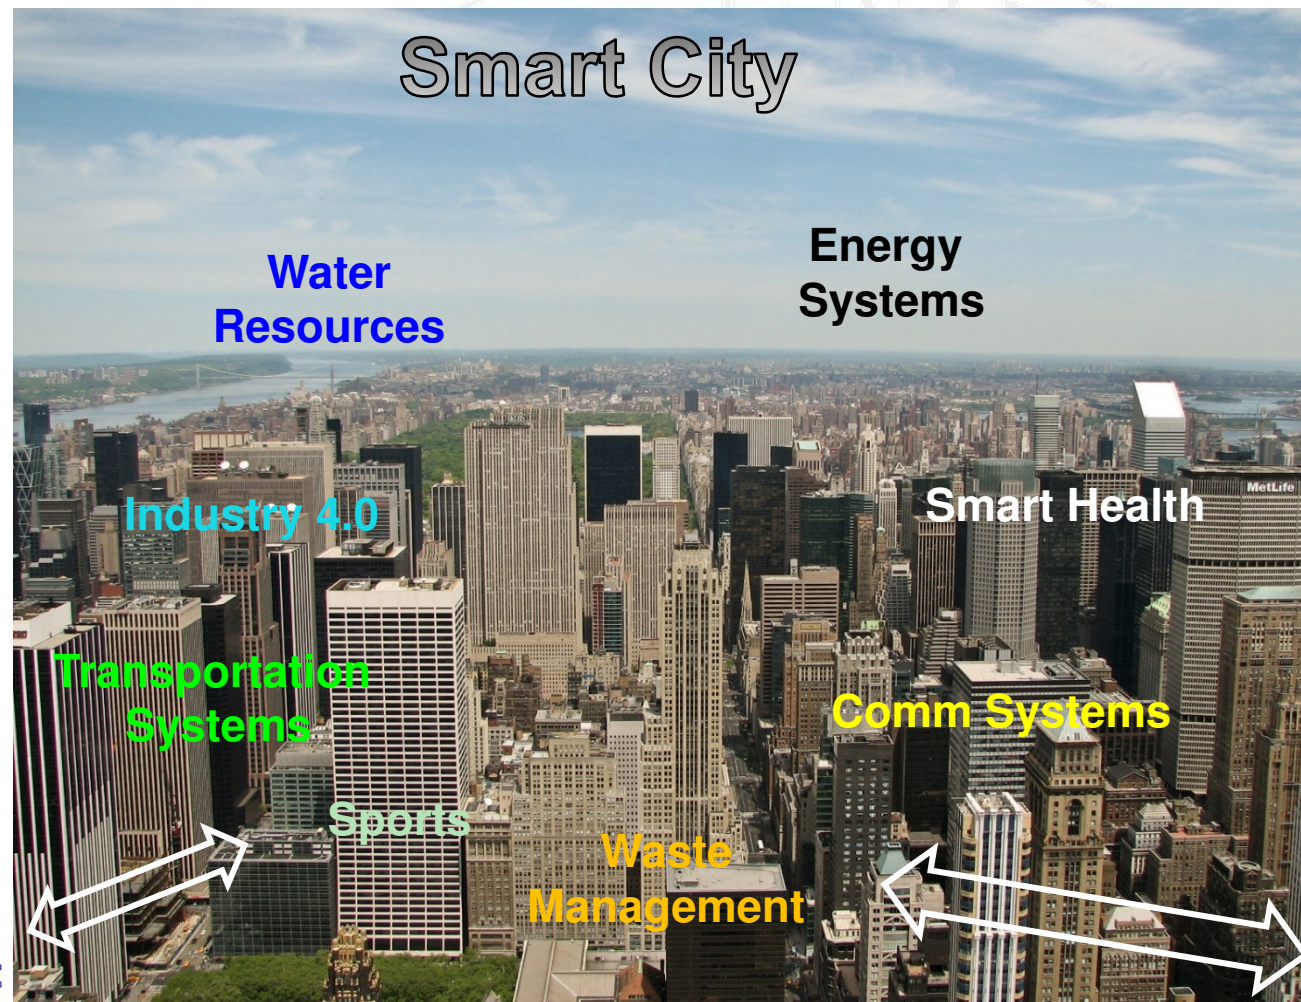 Smart City
Energy
Systems
Water
Resources
Industry 4.0
Smart Health
MetLife
Transportation
Systems
Comm Systems
Sports
Waste
Management